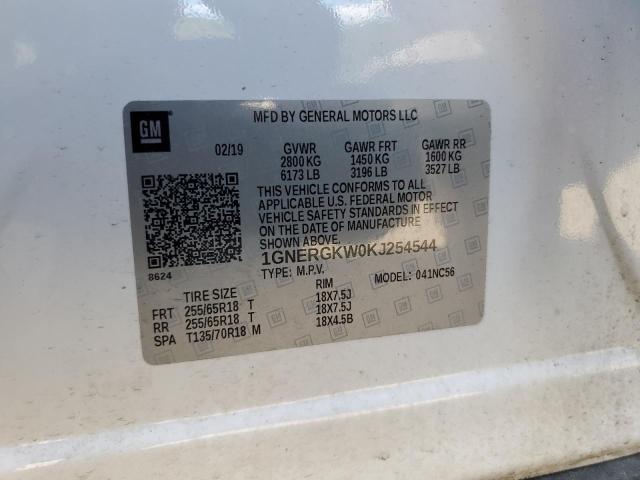 GM
MFD BY GENERAL MOTORS LLC
02/19 GVWR GAWR FRT GAWR RR
2800 KG 1450 KG 1600 KG
6173 LB 3196 LB 3527 LB
THIS VEHICLE CONFORMS TO ALL
APPLICABLE U.S. FEDERAL MOTOR
VEHICLE SAFETY STANDARDS IN EFFECT
ON THE DATE OF MANUFACTURE
SHOWN ABOVE.
1GNERGKW0KJ254544
8624
TYPE: M.P.V. MODEL: 041NC56
TIRE SIZE RIM
FRT 255/65R18 T 18X7.5J
RR 255/65R18 T 18X7.5J
SPA T135/70R18 M 18X4.5B